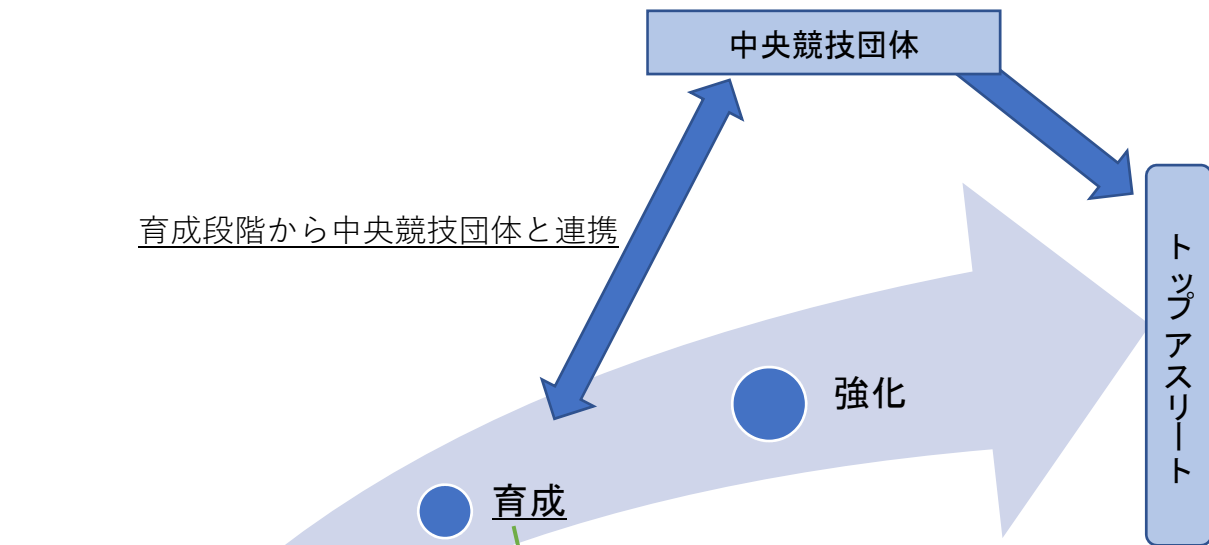 中央競技団体
育成段階から中央競技団体と連携
トップアスリート
強化
育成